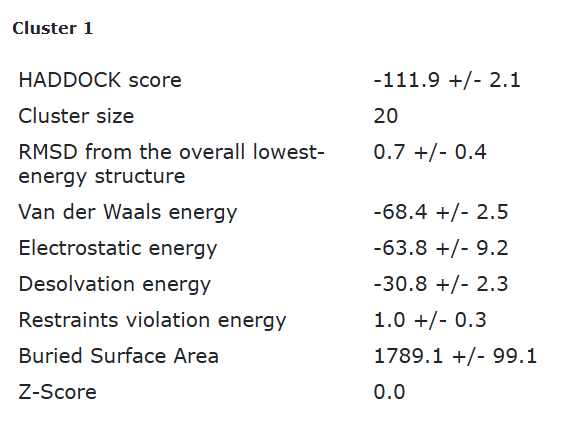 Cluster 1
HADDOCK score -111.9 +/- 2.1
Cluster size 20
RMSD from the overall lowest- 0.7 +/- 0.4
energy structure
Van der Waals energy -68.4 +/- 2.5
Electrostatic energy -63.8 +/- 9.2
Desolvation energy -30.8 +/- 2.3
Restraints violation energy 1.0 +/- 0.3
Buried Surface Area 1789.1 +/- 99.1
Z-Score 0.0